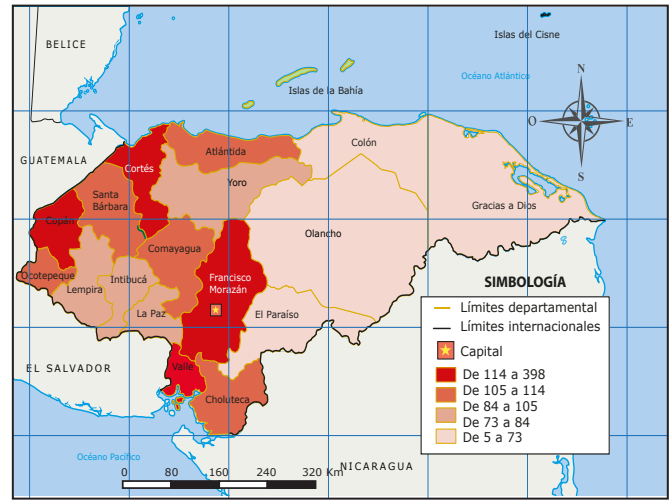 Islas del Cisne
BELICE
Océano Atlántico
Islas de la Bahía
N
O
E
S
GUATEMALA
Cortés
Atlántida
Colón
Yoro
Santa
Bárbara
Gracias a Dios
Copán
Olancho
Comayagua
Ocotepeque
Lempira
Intibucá
Francisco
Morazán
La Paz
El Paraíso
EL SALVADOR
Valle
Choluteca
SIMBOLOGÍA
Límites departamental
Límites internacionales
Capital
De 114 a 398
De 105 a 114
De 84 a 105
De 73 a 84
De 5 a 73
Océano Pacífico
NICARAGUA
0 80 160 240 320 Km